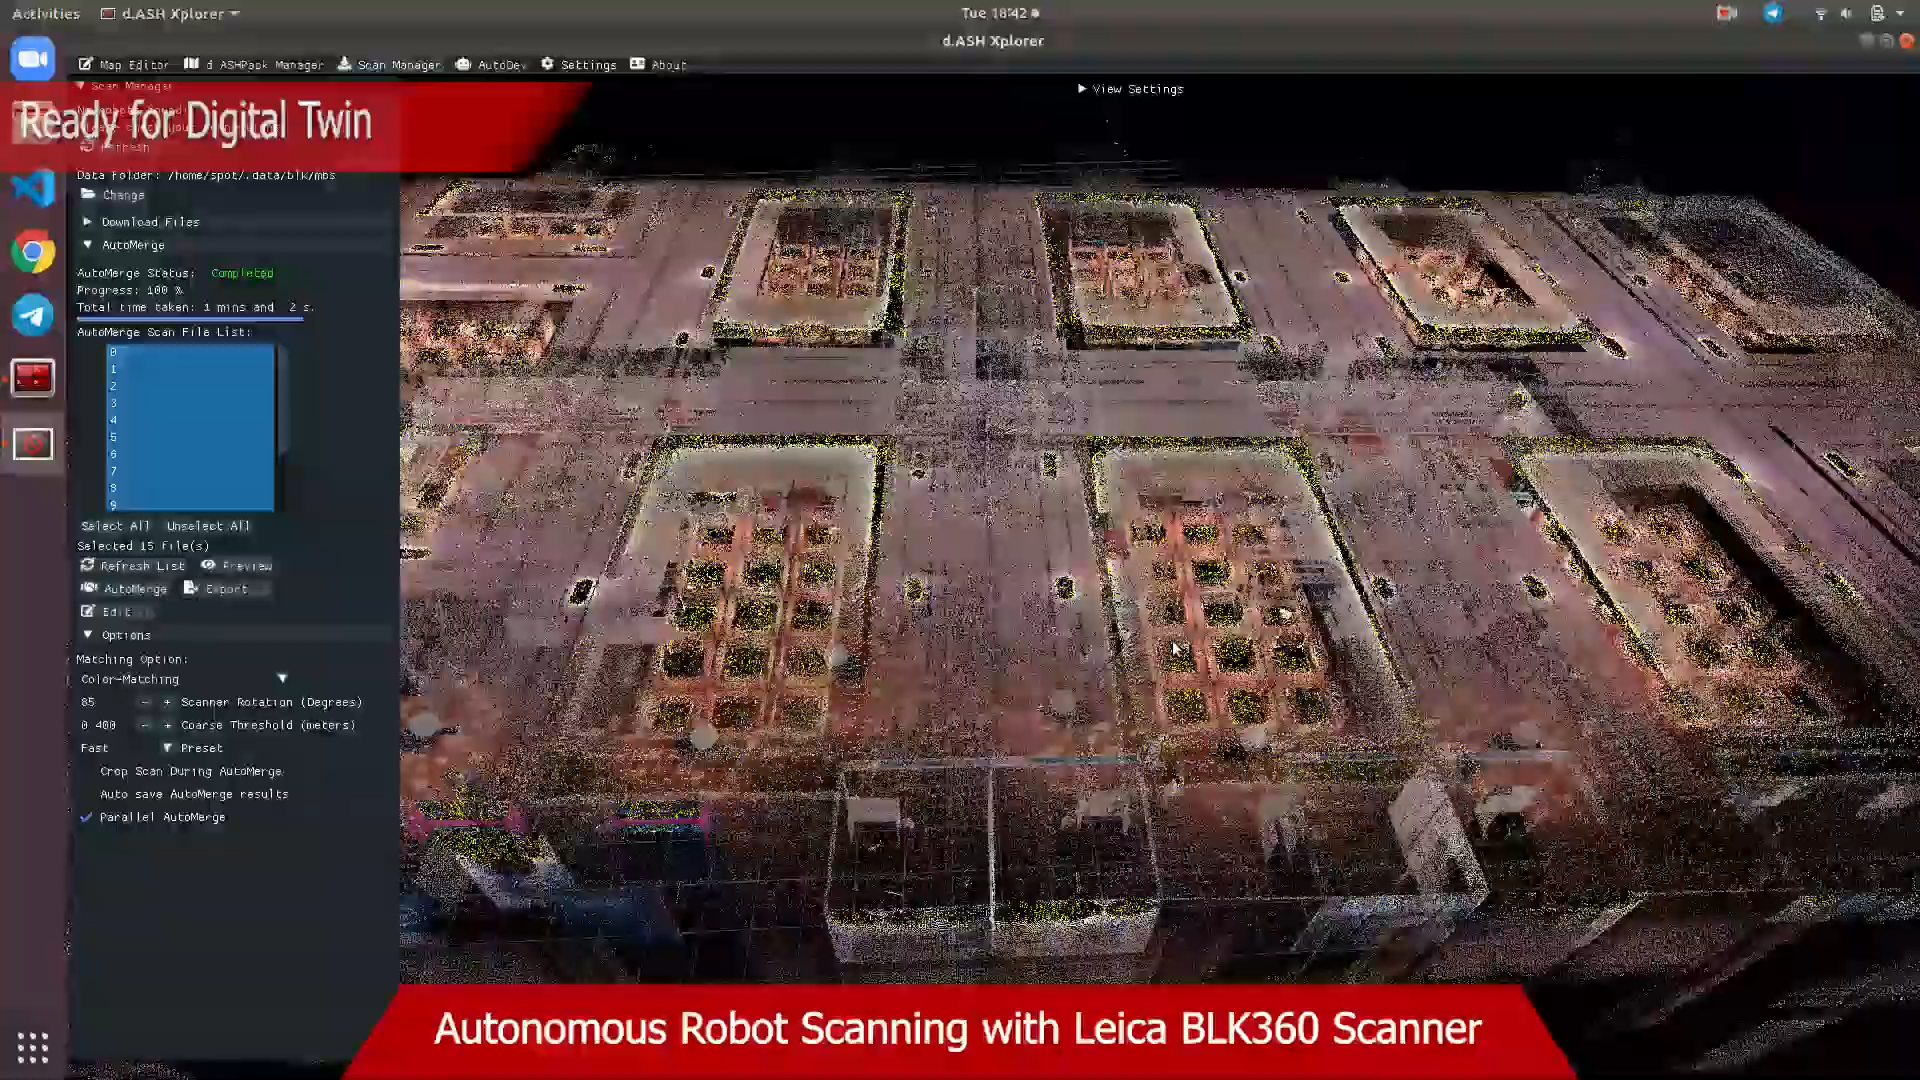 Activities
d.ASH Xplorer
Tue 18:42
d.ASH Xplorer
Map Editor
d.ASHPack Manager
Scan Manager
AutoDev
Settings
About
Scan Manager
View Settings
Ready for Digital Twin
Refresh
Data Folder: /home/spot/.data/blk/mbs
Change
Download Files
AutoMerge
AutoMerge Status: Completed
Progress: 100 %
Total time taken: 1 mins and 2 s.
AutoMerge Scan File List:
0
1
2
3
4
5
6
7
8
9
Select All Unselect All
Selected 15 File(s)
Refresh List Preview
AutoMerge Export
Edit
Options
Matching Option:
Color-Matching
85 - + Scanner Rotation (Degrees)
0.400 - + Coarse Threshold (meters)
Fast Preset
Crop Scan During AutoMerge
Auto save AutoMerge results
Parallel AutoMerge
Autonomous Robot Scanning with Leica BLK360 Scanner